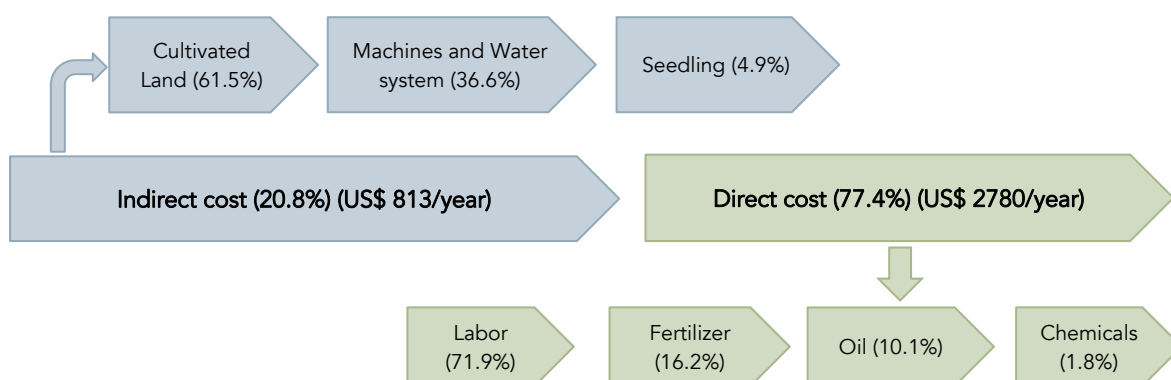 Cultivated
Land (61.5%)
Machines and Water
system (36.6%)
Seedling (4.9%)
Indirect cost (20.8%) (US$ 813/year)
Direct cost (77.4%) (US$ 2780/year)
Labor
(71.9%)
Fertilizer
(16.2%)
Oil (10.1%)
Chemicals
(1.8%)